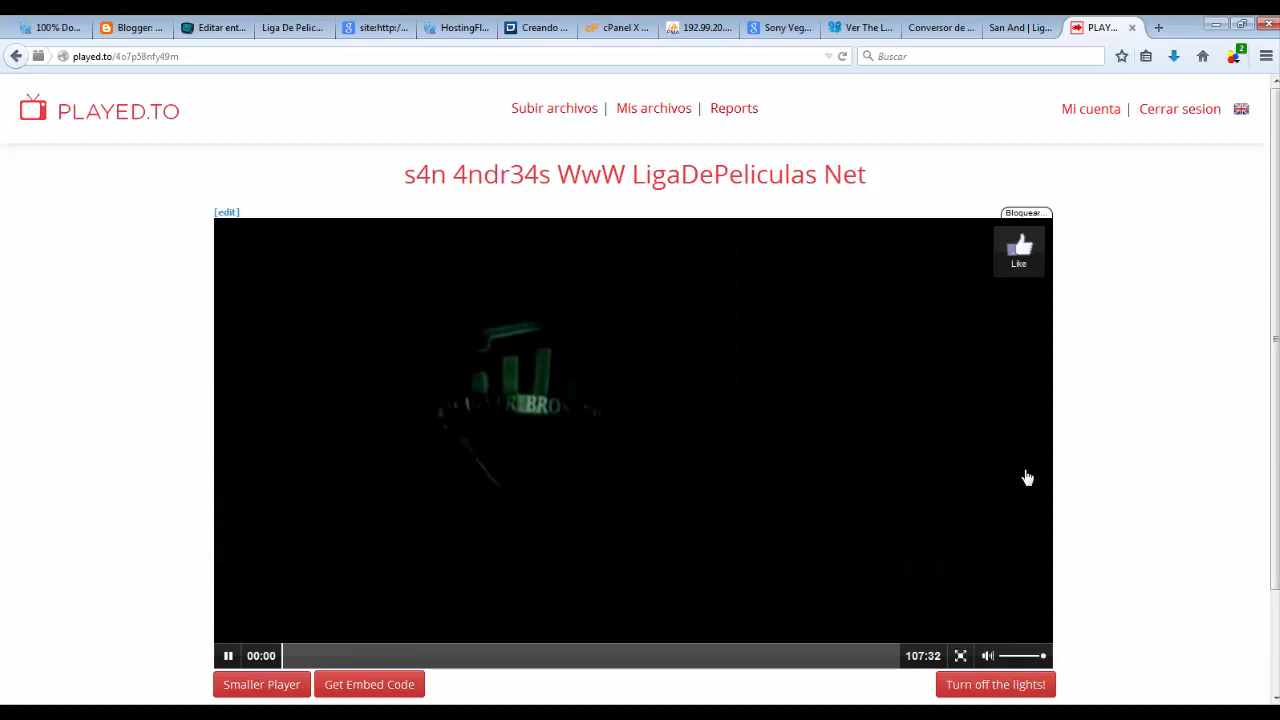 100% Do...
Blogger: ...
Editar ent...
Liga De Pelic...
site:http:/...
HostingFl...
Creando ...
cPanel X ...
192.99.20....
Sony Veg...
Ver The L...
Conversor de ...
San And | Lig...
PLAY...
played.to/4o7p58nfy49m
Buscar
2
PLAYED.TO
Subir archivos | Mis archivos | Reports
Mi cuenta | Cerrar sesion
s4n 4ndr34s WwW LigaDePeliculas Net
[edit]
Bloquear...
Like
00:00
107:32
Smaller Player
Get Embed Code
Turn off the lights!